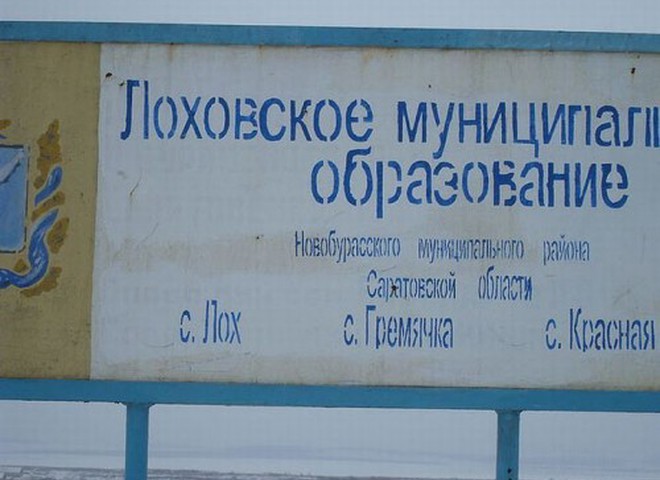 Лоховское муниципал
образование
Новобурасского муниципального района
Саратовской области
с. Лох с. Гремячка с. Красная